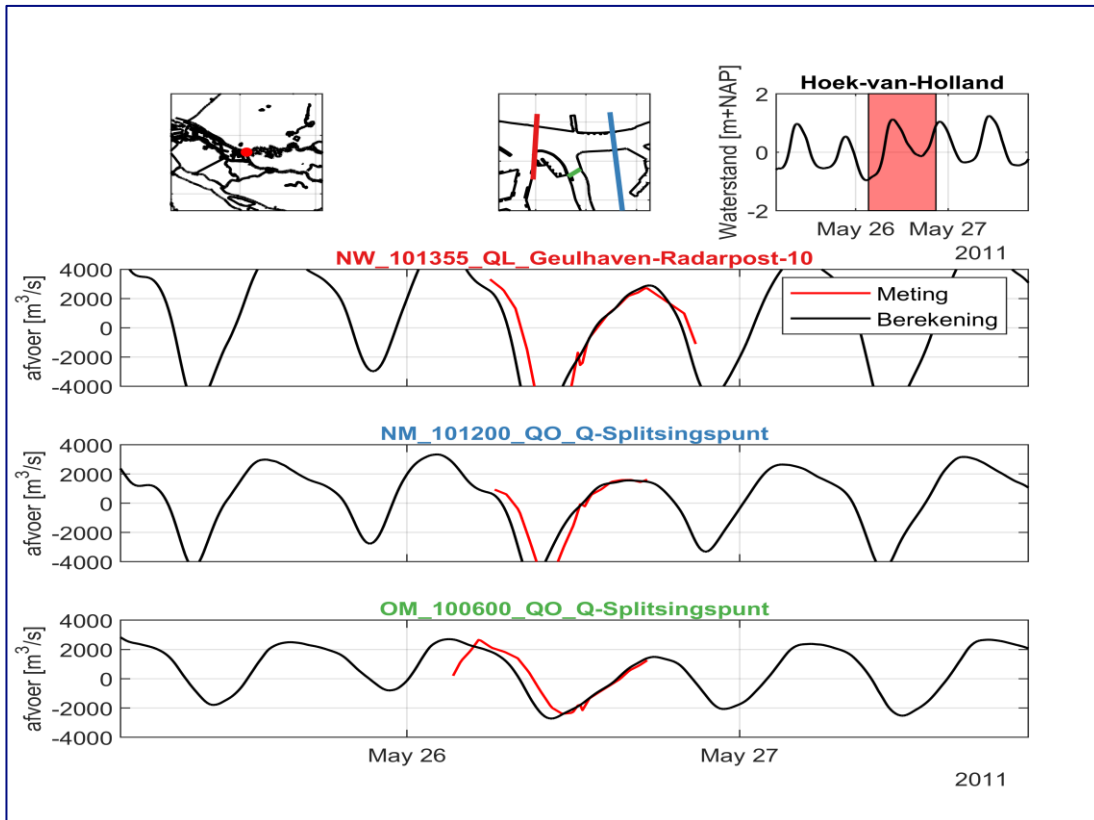 Hoek-van-Holland
Waterstand [m+NAP]
2
0
-2
May 26
May 27
2011
NW_101355_QL_Geulhaven-Radarpost-10
afvoer [m³/s]
4000
2000
0
-2000
-4000
Meting
Berekening
NM_101200_QO_Q-Splitsingspunt
afvoer [m³/s]
4000
2000
0
-2000
-4000
OM_100600_QO_Q-Splitsingspunt
afvoer [m³/s]
4000
2000
0
-2000
-4000
May 26
May 27
2011